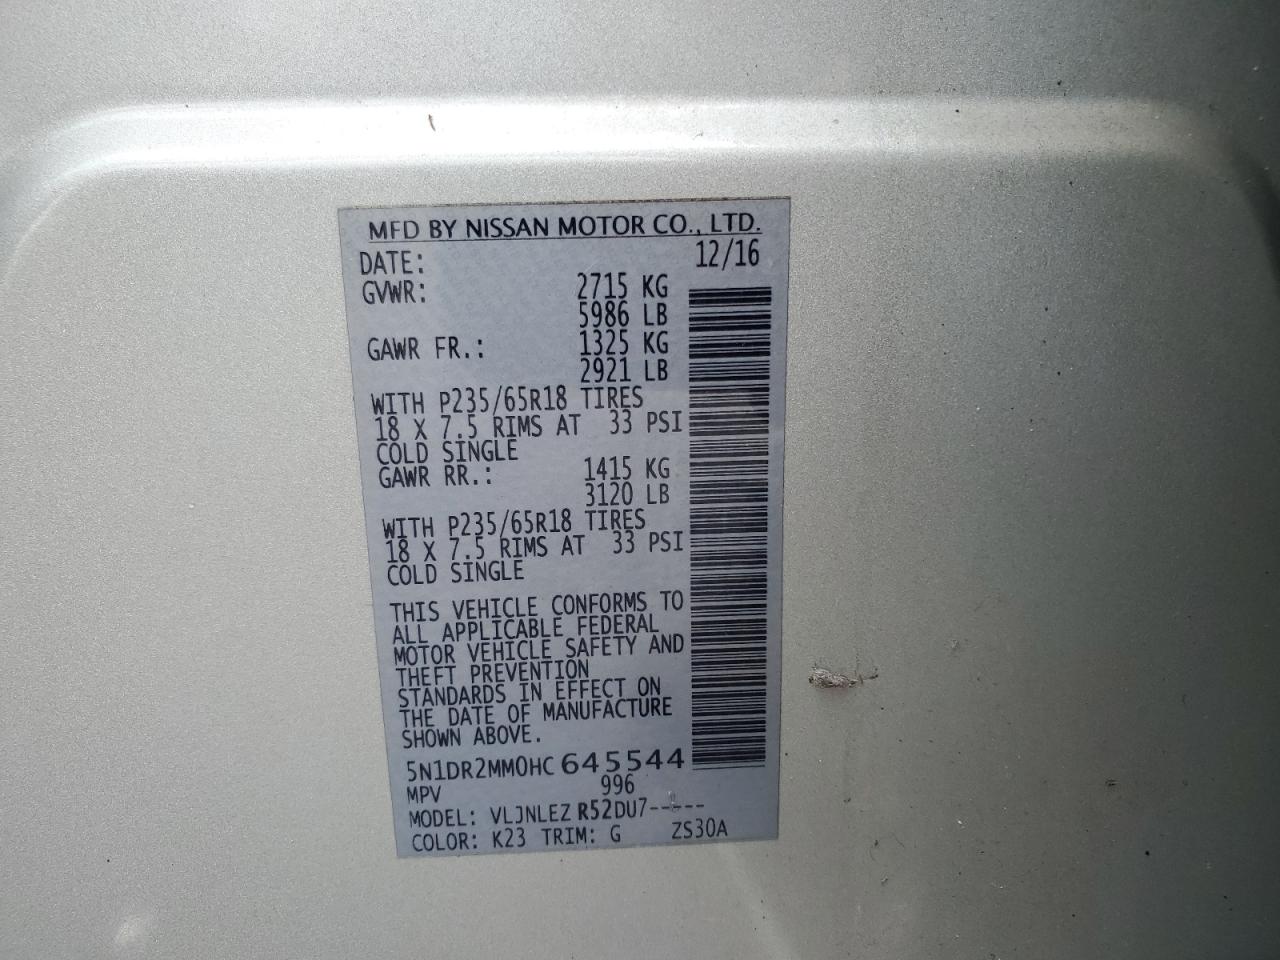 MFD BY NISSAN MOTOR CO., LTD.
DATE: 12/16
GVWR: 2715 KG
5986 LB
GAWR FR.: 1325 KG
2921 LB
WITH P235/65R18 TIRES
18 X 7.5 RIMS AT 33 PSI
COLD SINGLE
GAWR RR.: 1415 KG
3120 LB
WITH P235/65R18 TIRES
18 X 7.5 RIMS AT 33 PSI
COLD SINGLE
THIS VEHICLE CONFORMS TO
ALL APPLICABLE FEDERAL
MOTOR VEHICLE SAFETY AND
THEFT PREVENTION
STANDARDS IN EFFECT ON
THE DATE OF MANUFACTURE
SHOWN ABOVE.
5N1DR2MM0HC645544
MPV 996
MODEL: VLJNLEZ R52DU7-----
COLOR: K23 TRIM: G ZS30A